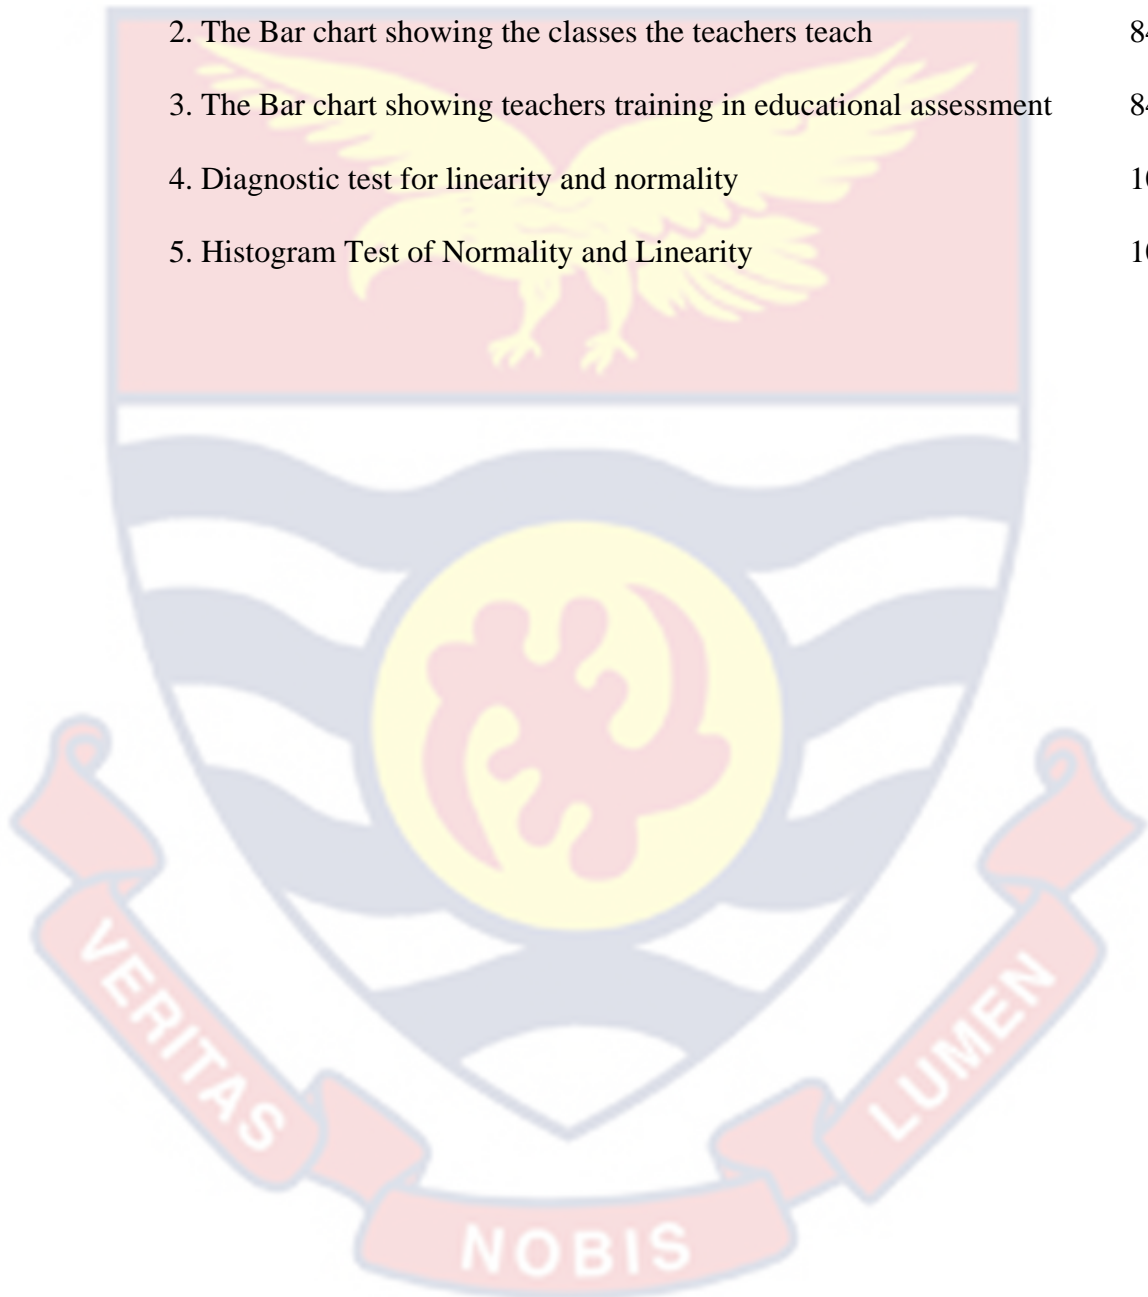 2. The Bar chart showing the classes the teachers teach
3. The Bar chart showing teachers training in educational assessment
4. Diagnostic test for linearity and normality
5. Histogram Test of Normality and Linearity
VERITAS
NOBIS
LUMEN